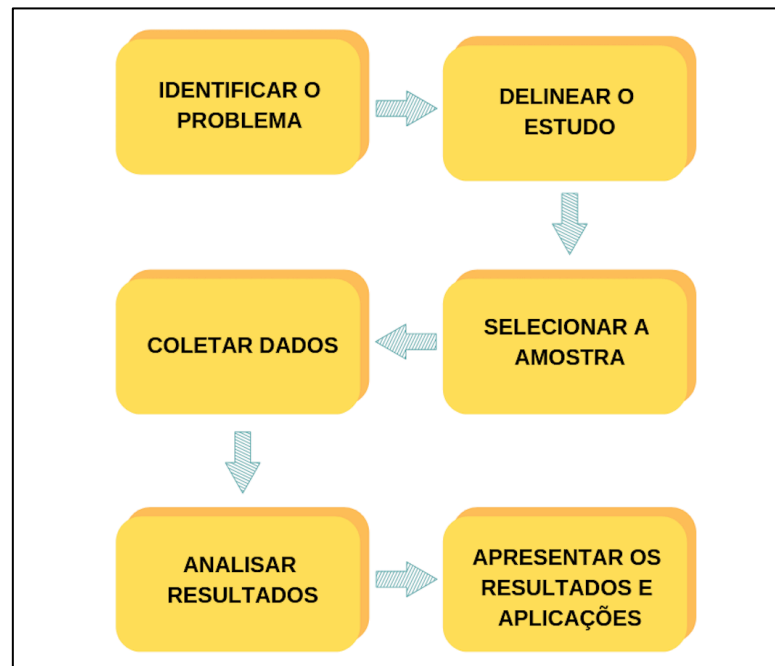 IDENTIFICAR O
PROBLEMA
DELINEAR O
ESTUDO
SELECIONAR A
AMOSTRA
COLETAR DADOS
ANALISAR
RESULTADOS
APRESENTAR OS
RESULTADOS E
APLICAÇÕES